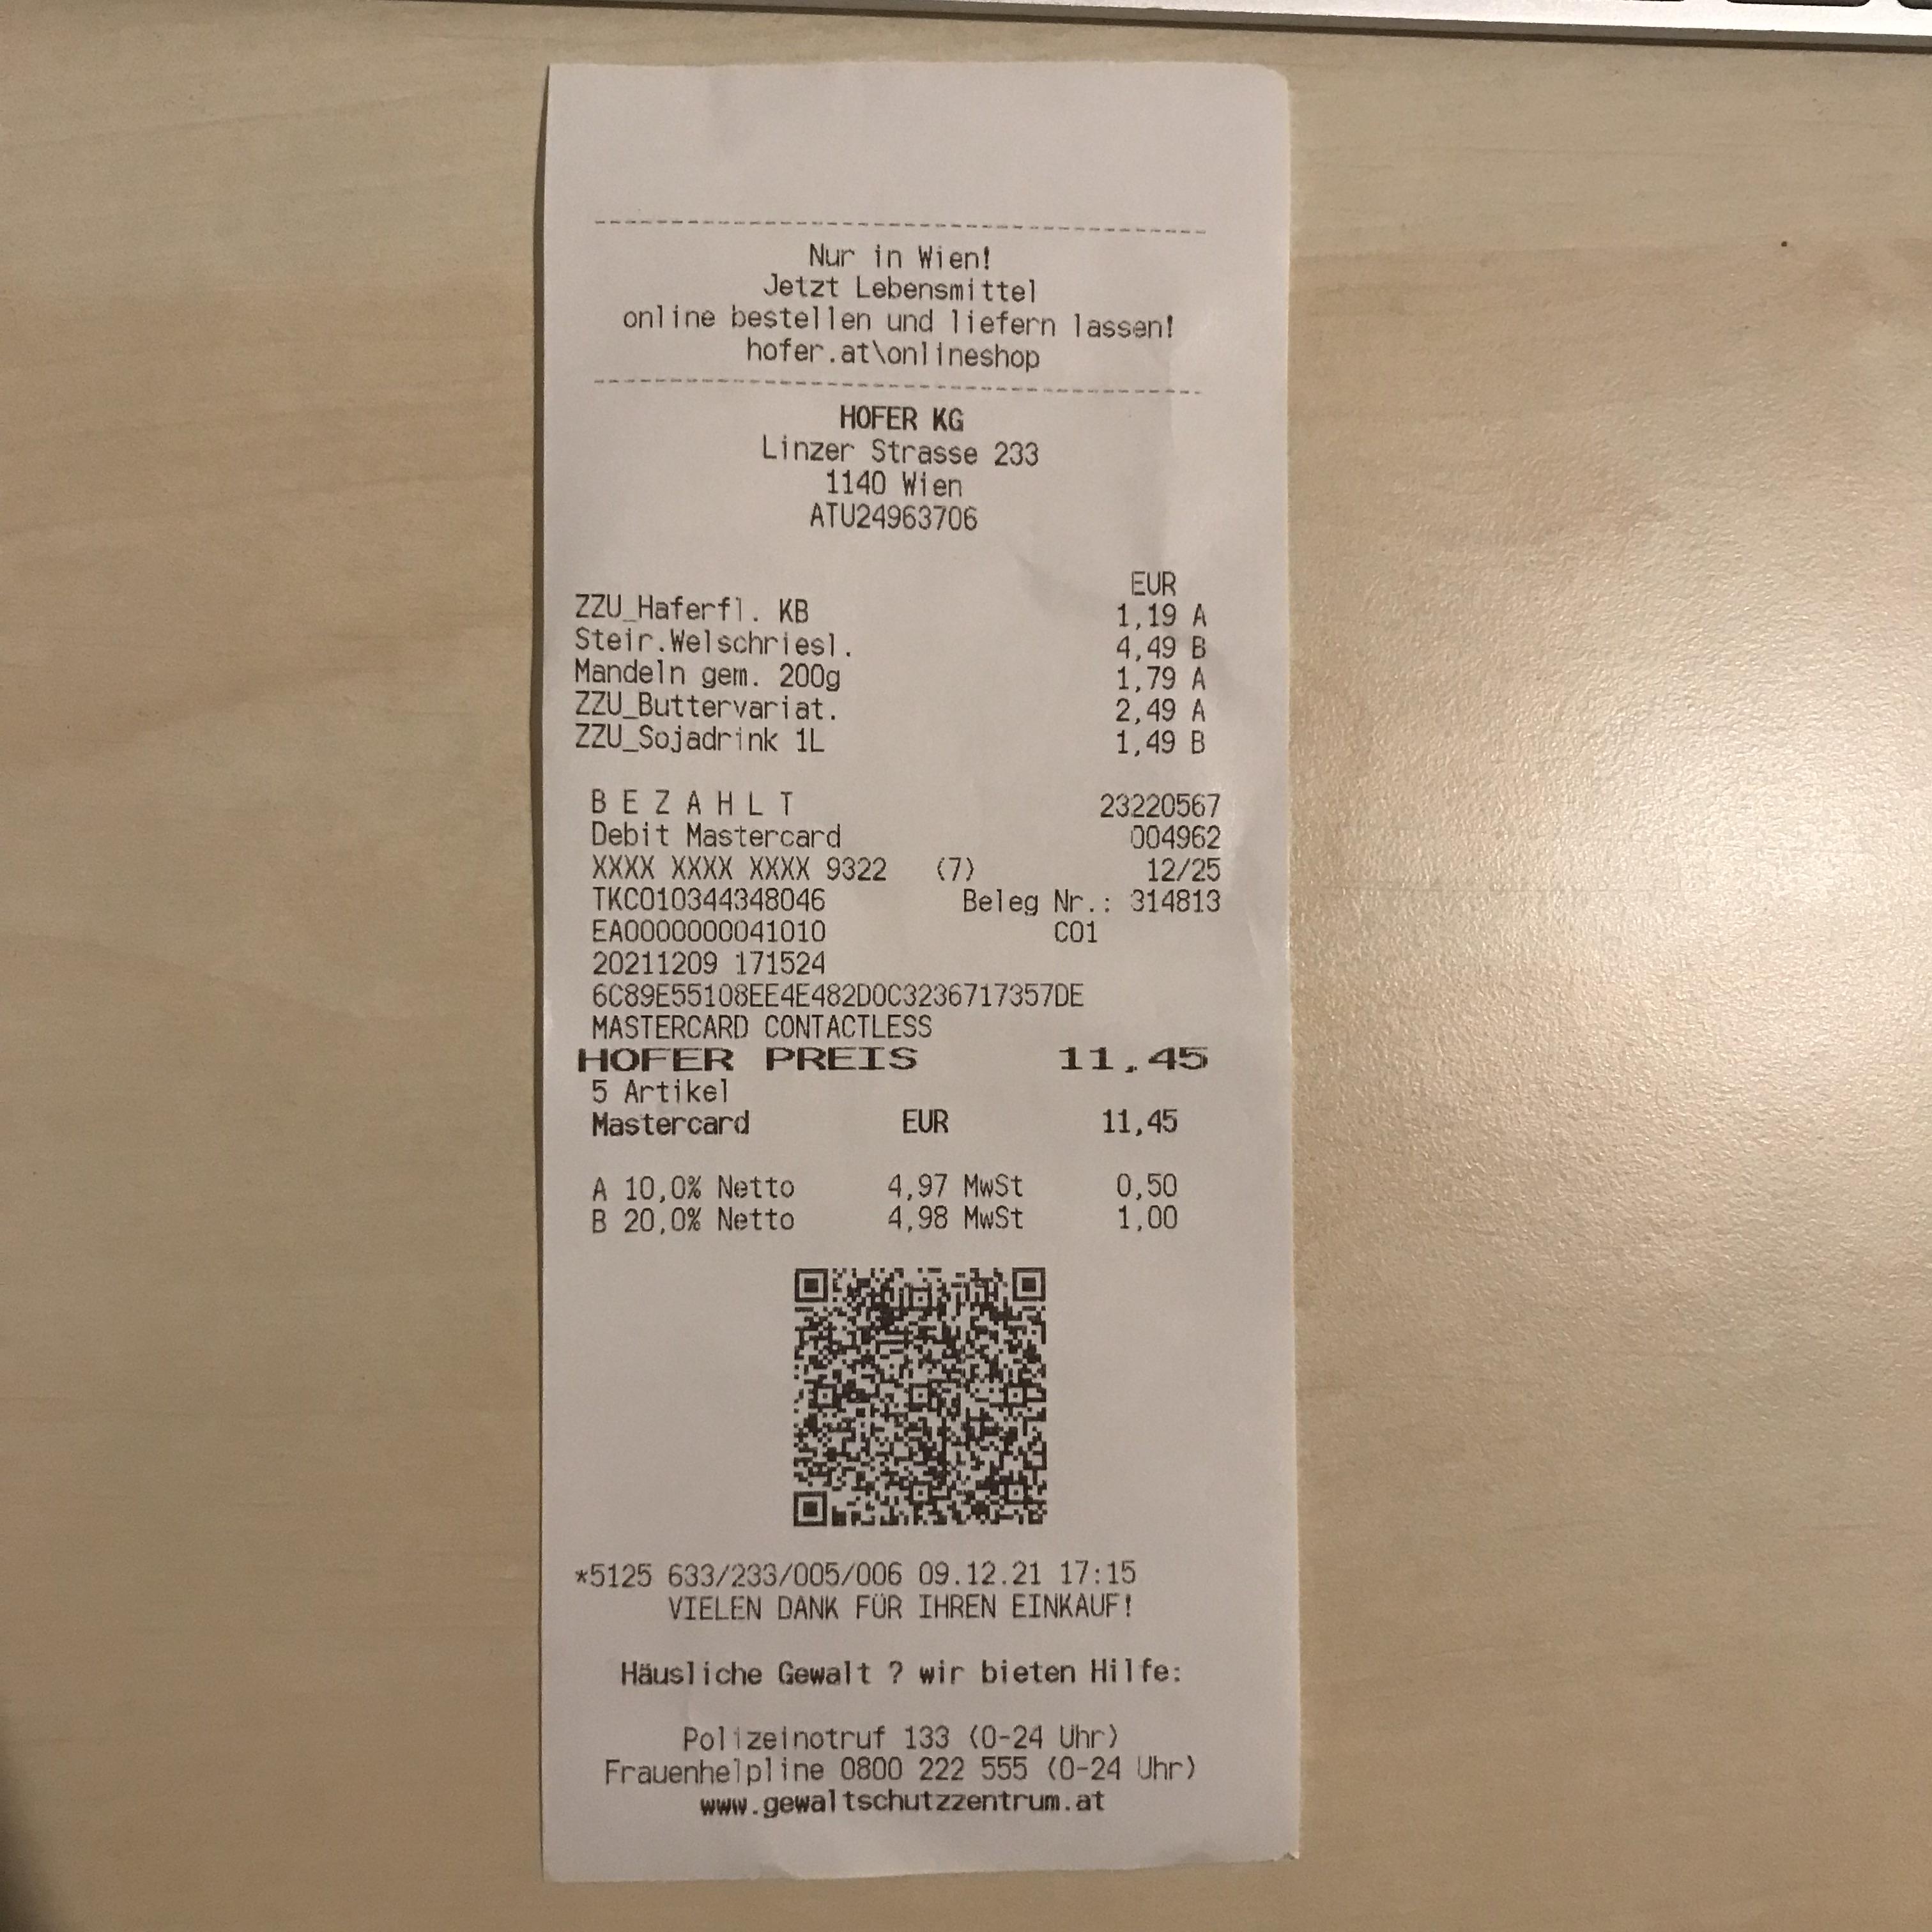 Nur in Wien!
Jetzt Lebensmittel
online bestellen und liefern lassen!
hofer.at\onlineshop
HOFER KG
Linzer Strasse 233
1140 Wien
ATU24963706
EUR
ZZU_Haferfl. KB 1,19 A
Steir.Welschriesl. 4,49 B
Mandeln gem. 200g 1,79 A
ZZU_Buttervariat. 2,49 A
ZZU_Sojadrink 1L 1,49 B
B E Z A H L T 23220567
Debit Mastercard 004962
XXXX XXXX XXXX 9322 (7) 12/25
TKC010344348046 Beleg Nr.: 314813
EA0000000041010 C01
20211209 171524
6C89E55108EE4E482D0C3236717357DE
MASTERCARD CONTACTLESS
HOFER PREIS 11,45
5 Artikel
Mastercard EUR 11,45
A 10,0% Netto 4,97 MwSt 0,50
B 20,0% Netto 4,98 MwSt 1,00
*5125 633/233/005/006 09.12.21 17:15
VIELEN DANK FÜR IHREN EINKAUF!
Häusliche Gewalt ? wir bieten Hilfe:
Polizeinotruf 133 (0-24 Uhr)
Frauenhelpline 0800 222 555 (0-24 Uhr)
www.gewaltschutzzentrum.at